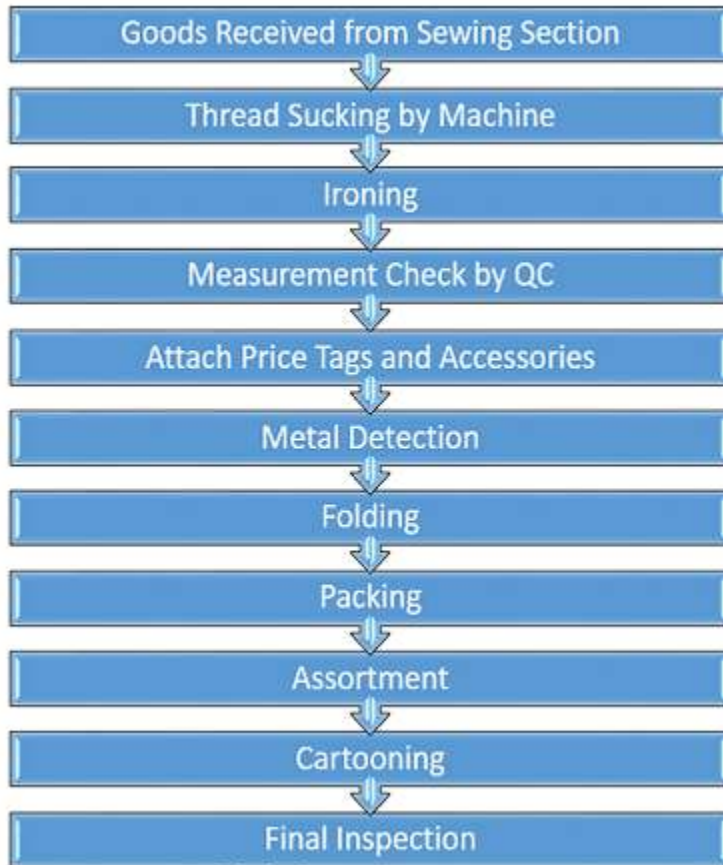 Goods Received from Sewing Section
Thread Sucking by Machine
Ironing
Measurement Check by QC
Attach Price Tags and Accessories
Metal Detection
Folding
Packing
Assortment
Cartooning
Final Inspection